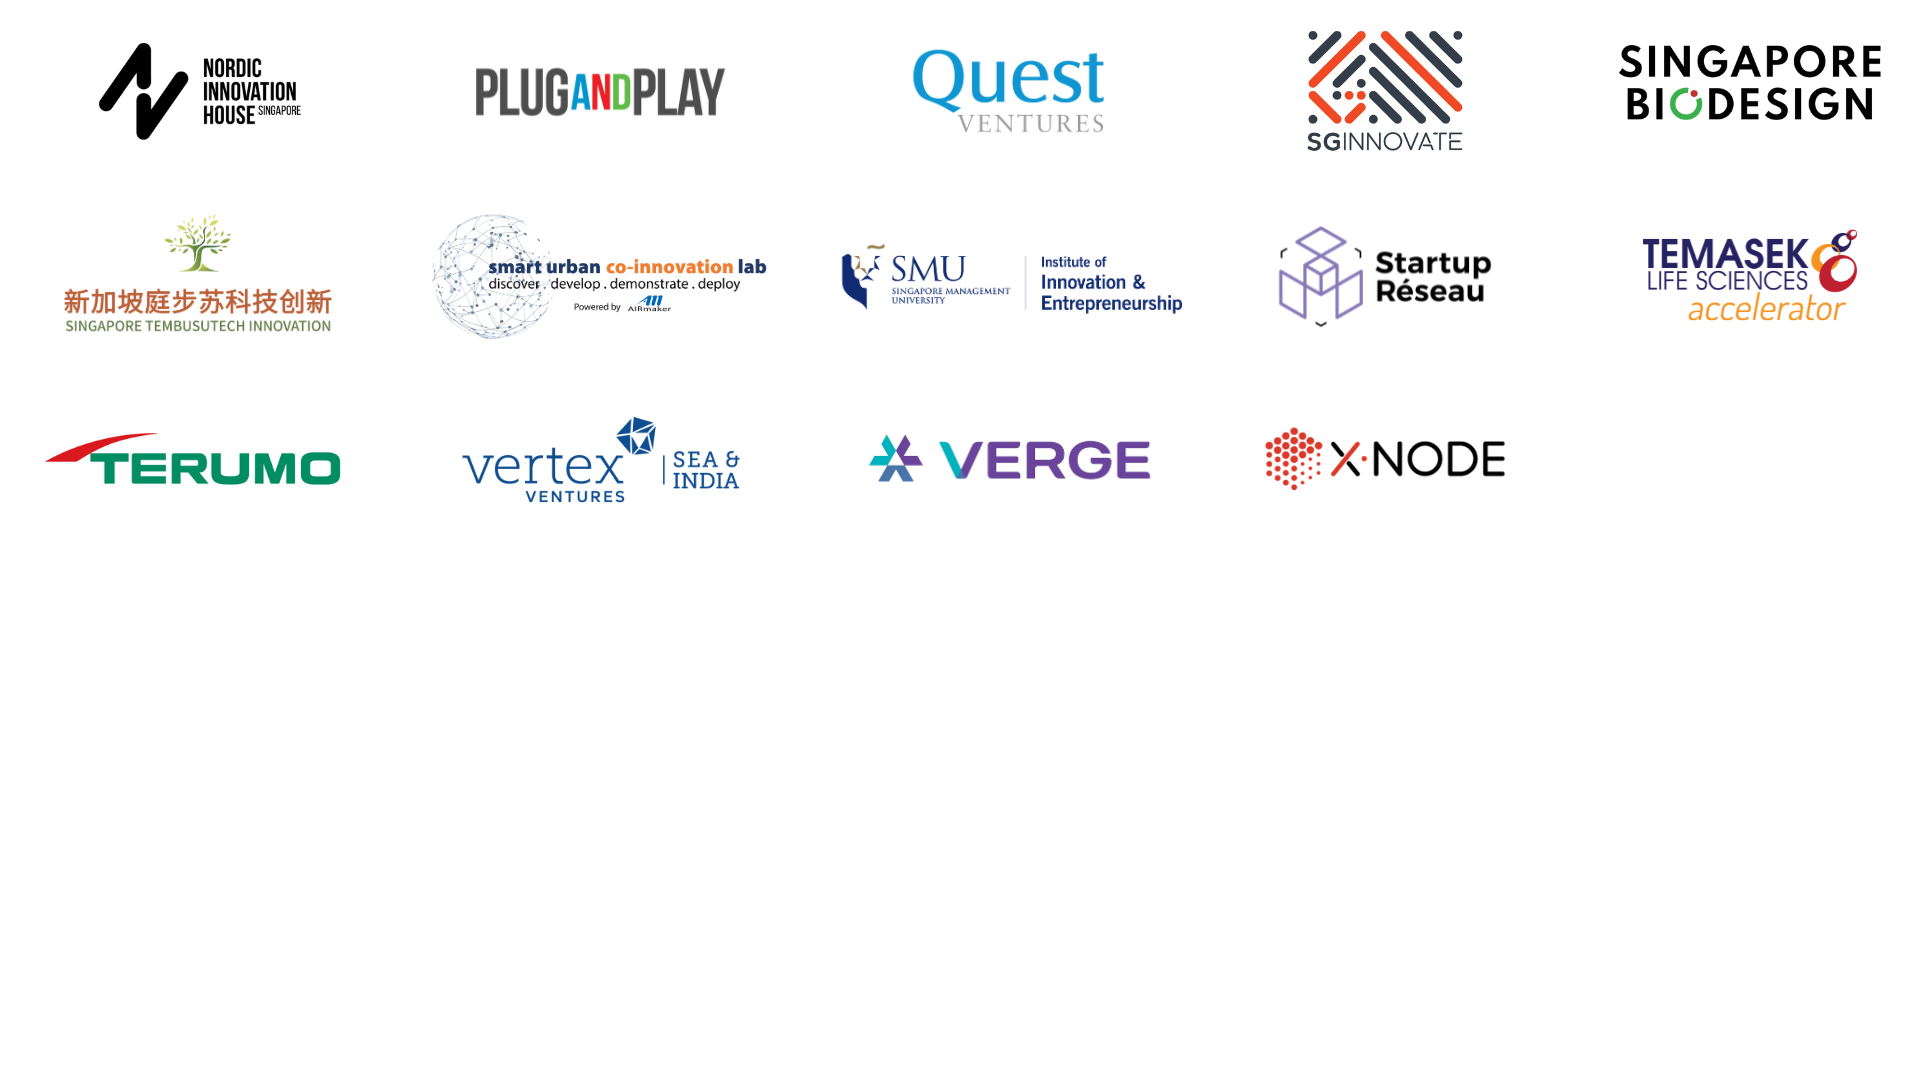 NORDIC
INNOVATION
HOUSE SINGAPORE
PLUGANDPLAY
Quest
VENTURES
SGINNOVATE
SINGAPORE
BIODESIGN
新加坡庭步苏科技创新
SINGAPORE TEMBUSUTECH INNOVATION
smart urban co-innovation lab
discover . develop . demonstrate . deploy
Powered by AIRmaker
SMU
SINGAPORE MANAGEMENT
UNIVERSITY
Institute of
Innovation &
Entrepreneurship
Startup
Réseau
TEMASEK
LIFE SCIENCES
accelerator
TERUMO
vertex
VENTURES
SEA &
INDIA
VERGE
X·NODE